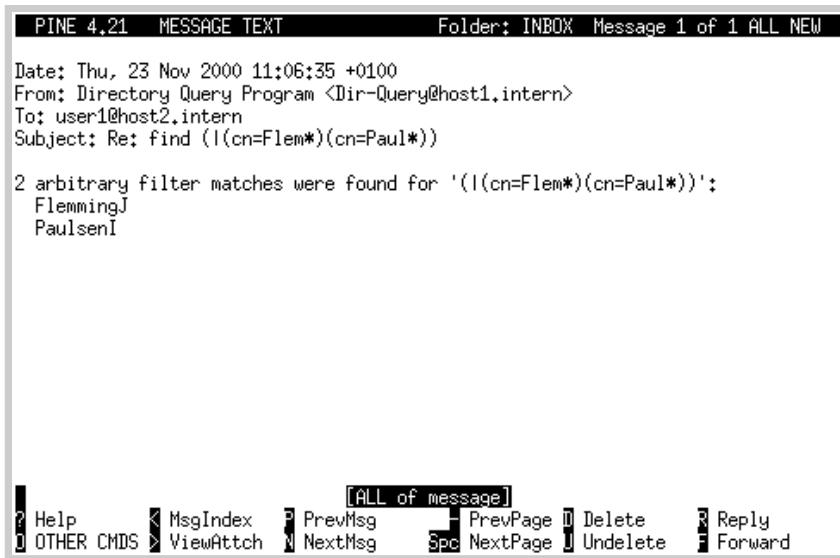 PINE 4.21 MESSAGE TEXT Folder: INBOX Message 1 of 1 ALL NEW
Date: Thu, 23 Nov 2000 11:06:35 +0100
From: Directory Query Program <Dir-Query@host1.intern>
To: user1@host2.intern
Subject: Re: find (|(cn=Flem*)(cn=Paul*))
2 arbitrary filter matches were found for '(|(cn=Flem*)(cn=Paul*))':
FlemmingJ
PaulsenI
[ALL of message]
? Help < MsgIndex P PrevMsg - PrevPage D Delete R Reply
O OTHER CMDS > ViewAttch N NextMsg Spc NextPage U Undelete F Forward